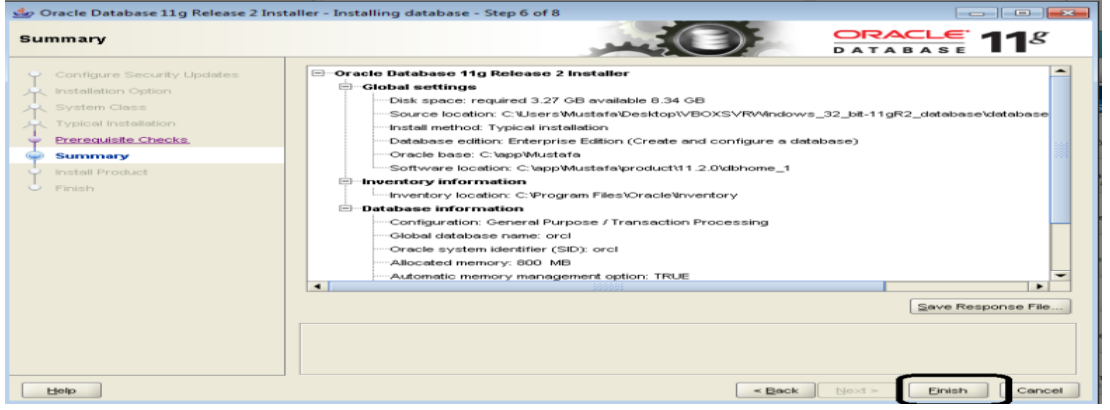 Oracle Database 11g Release 2 Installer - Installing database - Step 6 of 8
Summary
ORACLE 11g
DATABASE
Configure Security Updates
Installation Option
System Class
Typical Installation
Prerequisite Checks
Summary
Install Product
Finish
Oracle Database 11g Release 2 Installer
Global settings
Disk space: required 3.27 GB available 8.34 GB
Source location: C:\Users\Mustafa\Desktop\VBOXSVR\Windows_32_bit-11gR2_database\database
Install method: Typical installation
Database edition: Enterprise Edition (Create and configure a database)
Oracle base: C:\app\Mustafa
Software location: C:\app\Mustafa\product\11.2.0\dbhome_1
Inventory information
Inventory location: C:\Program Files\Oracle\Inventory
Database information
Configuration: General Purpose / Transaction Processing
Global database name: orcl
Oracle system identifier (SID): orcl
Allocated memory: 800 MB
Automatic memory management option: TRUE
Save Response File...
Help
< Back
Next >
Finish
Cancel